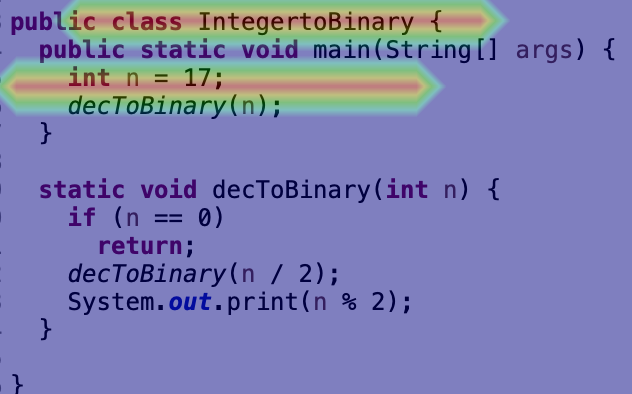 public class IntegertoBinary {
public static void main(String[] args) {
int n = 17;
decToBinary(n);
}
static void decToBinary(int n) {
if (n == 0)
return;
decToBinary(n / 2);
System.out.print(n % 2);
}
}